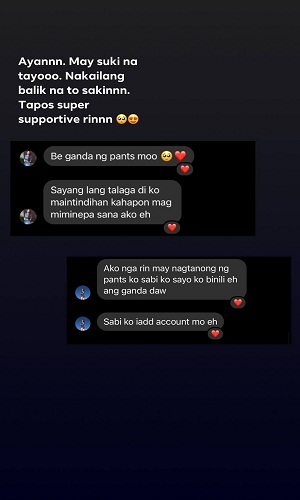 Ayannn. May suki na
tayooo. Nakailang
balik na to sakinnn.
Tapos super
supportive rinnn 🥺😍
Be ganda ng pants moo 🥺❤️
Sayang lang talaga di ko
maintindihan kahapon mag
miminepa sana ako eh
Ako nga rin may nagtanong ng
pants ko sabi ko sayo ko binili eh
ang ganda daw
Sabi ko iadd account mo eh